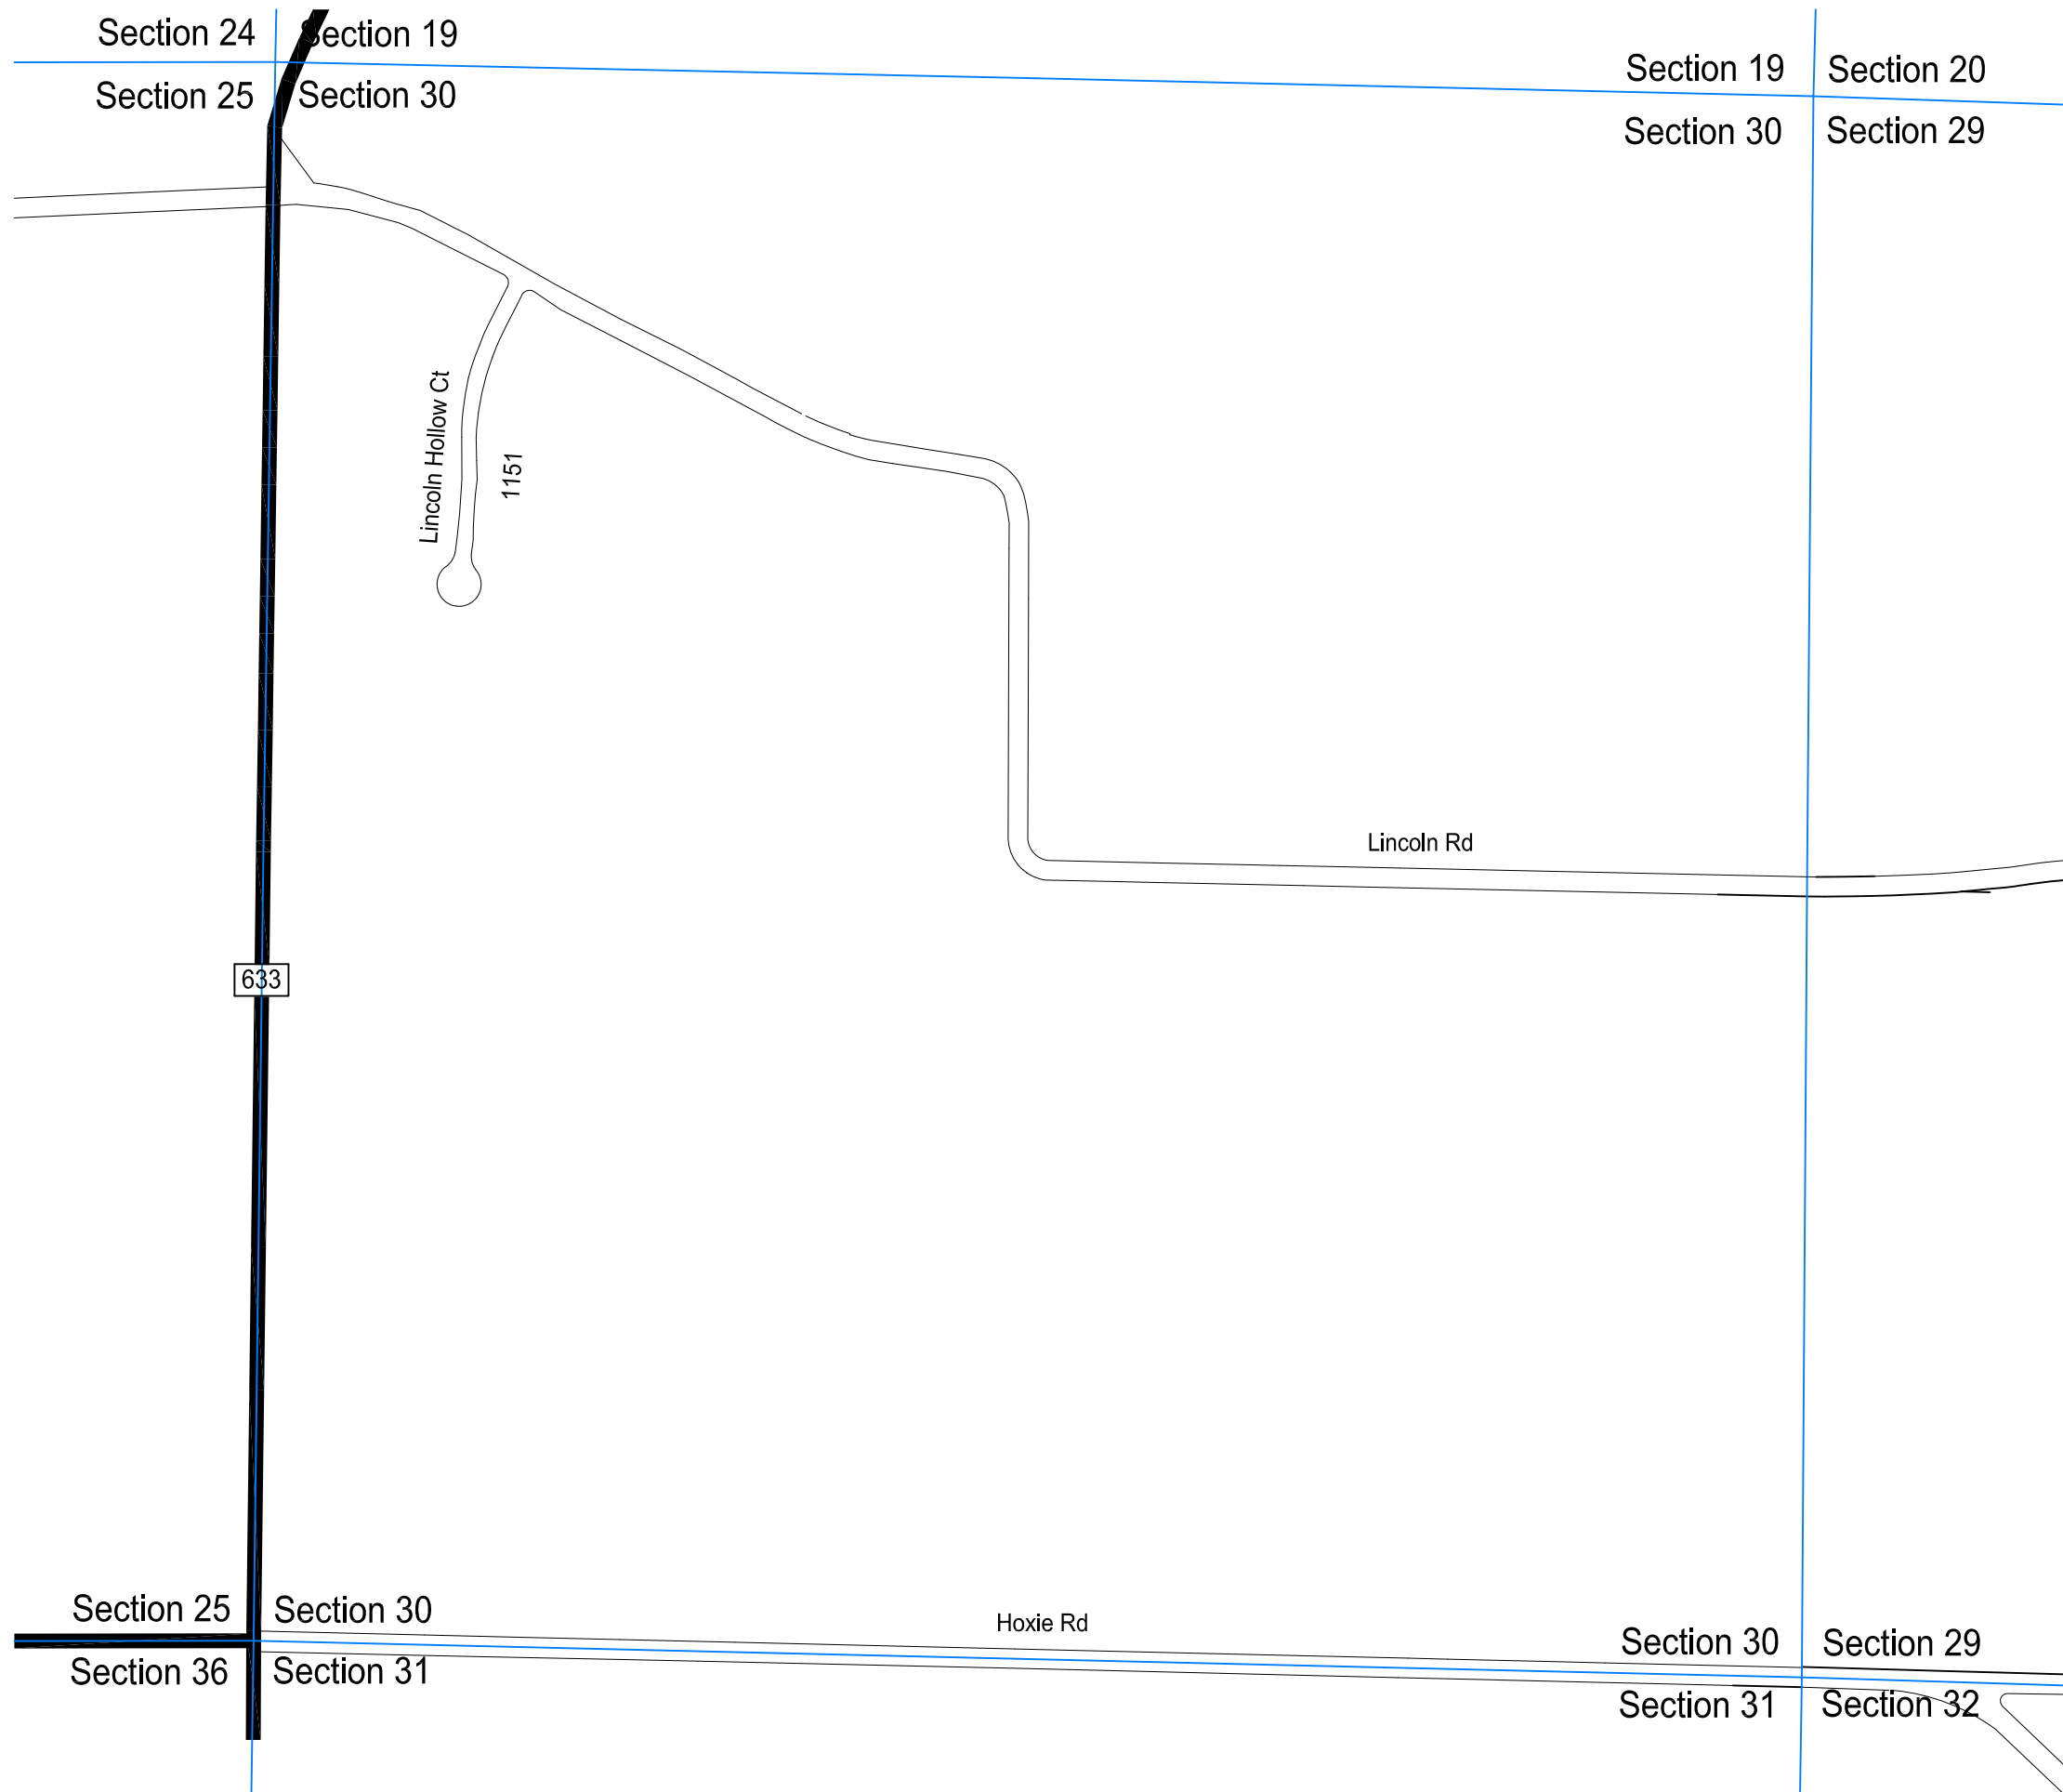 Section 24
Section 19
Section 25
Section 30
Section 19
Section 20
Section 30
Section 29
Lincoln Hollow Ct
1151
Lincoln Rd
633
Section 25
Section 30
Section 36
Section 31
Hoxie Rd
Section 30
Section 29
Section 31
Section 32